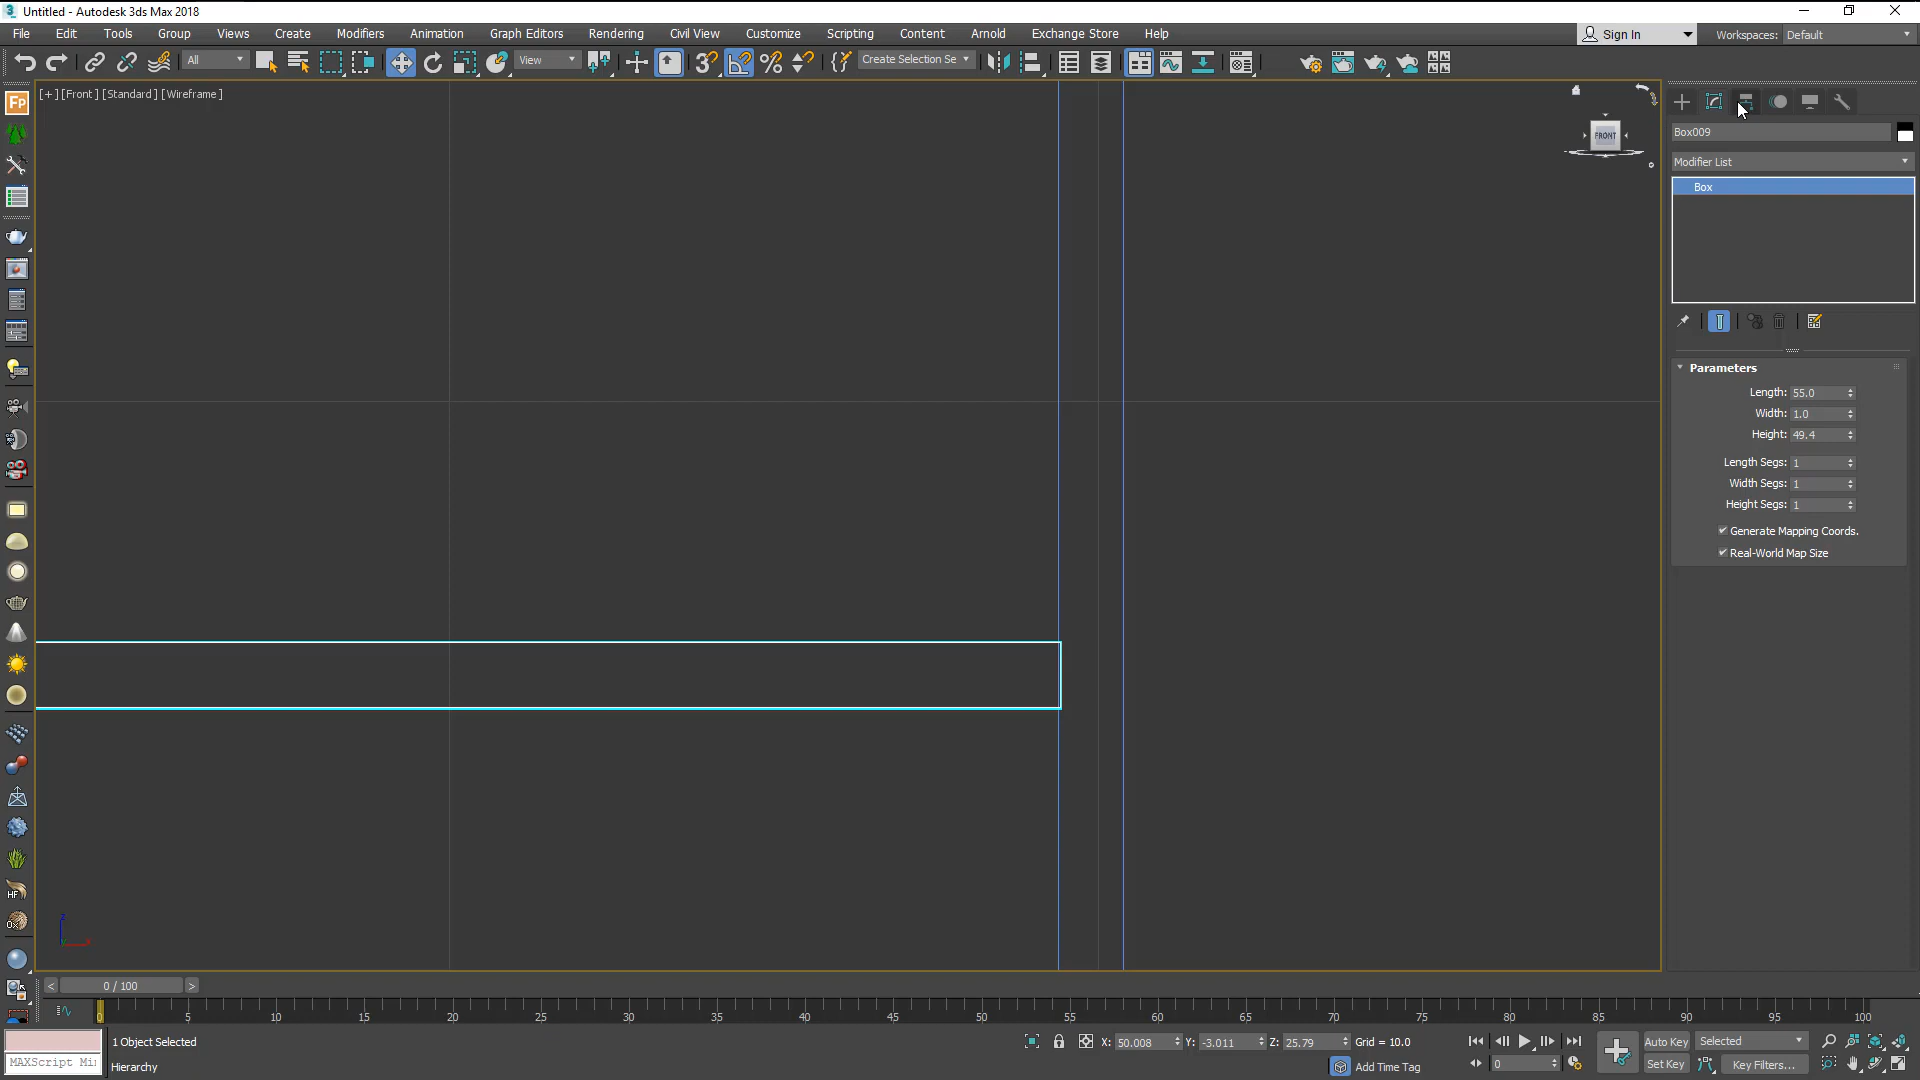 Untitled - Autodesk 3ds Max 2018
File Edit Tools Group Views Create Modifiers Animation Graph Editors Rendering Civil View Customize Scripting Content Arnold Exchange Store Help Sign In Workspaces: Default
All View Create Selection Se
[+] [Front] [Standard] [Wireframe]
FRONT
Box009
Modifier List
Box
Parameters
Length: 55.0
Width: 1.0
Height: 49.4
Length Segs: 1
Width Segs: 1
Height Segs: 1
Generate Mapping Coords.
Real-World Map Size
Fp
HF
OX
z
< 0 / 100 >
0 5 10 15 20 25 30 35 40 45 50 55 60 65 70 75 80 85 90 95 100
1 Object Selected X: 50.008 Y: -3.011 Z: 25.79 Grid = 10.0 Auto Key Selected
MAXScript Mi Hierarchy Add Time Tag 0 Set Key Key Filters...